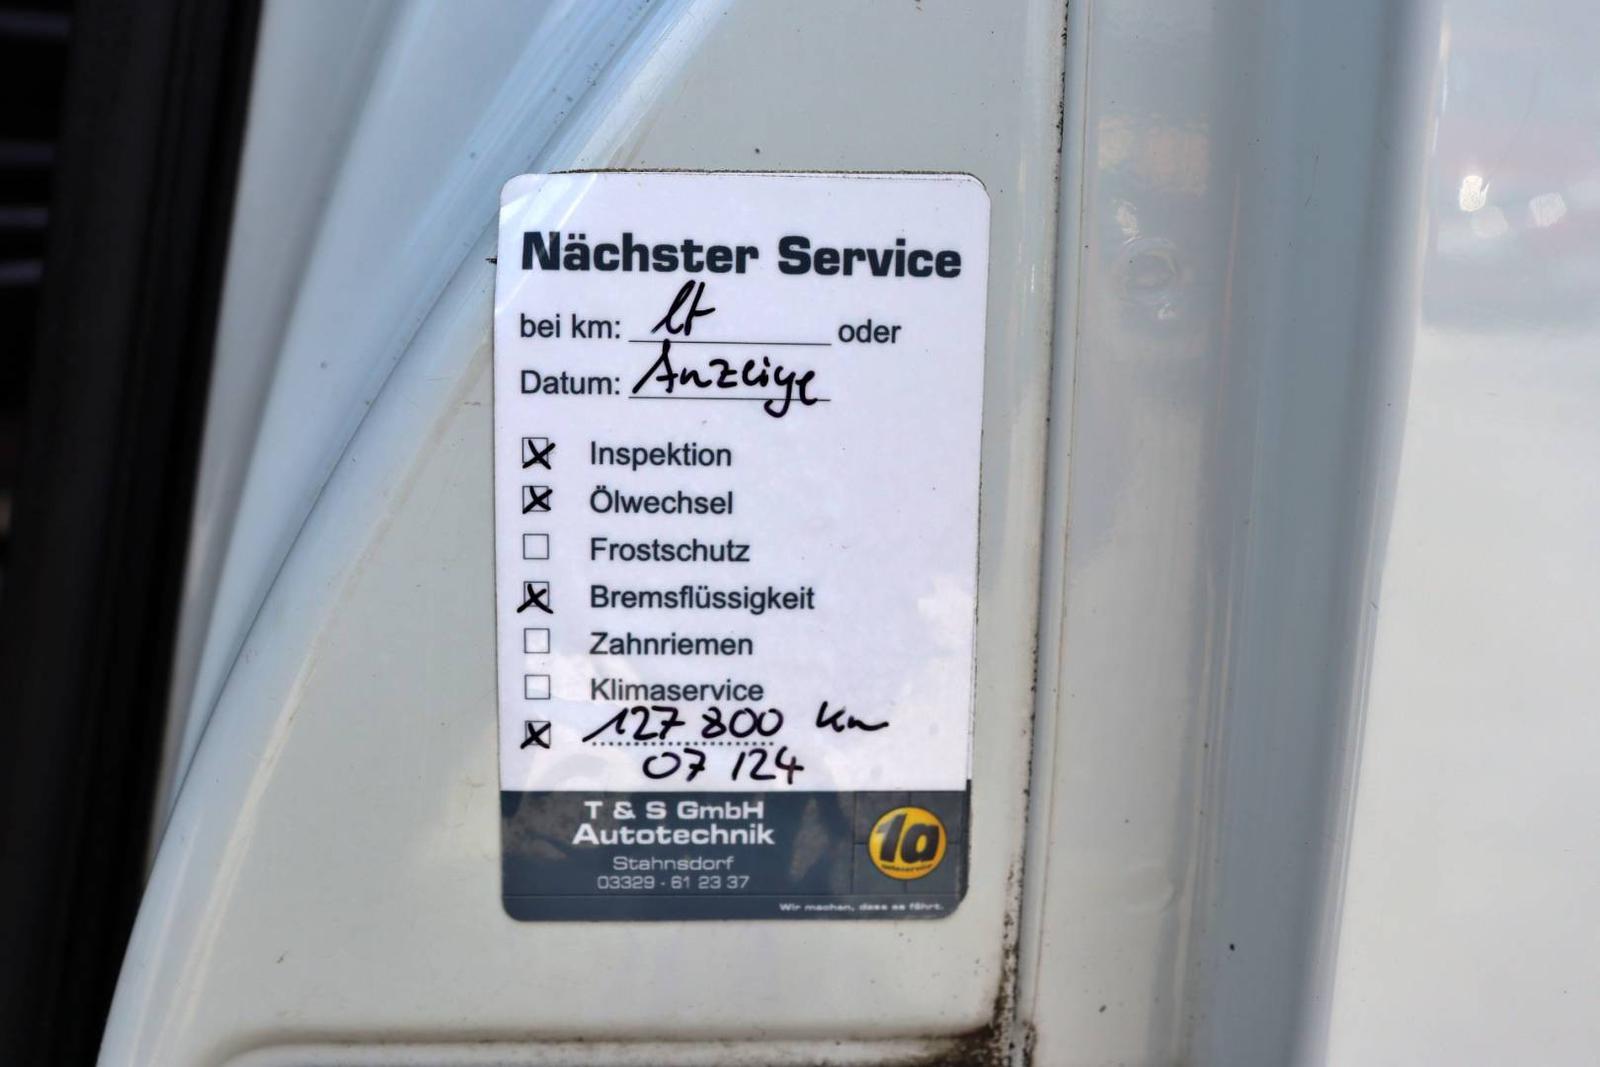 Nächster Service
bei km: lt oder
Datum: Anzeige
Inspektion
Ölwechsel
Frostschutz
Bremsflüssigkeit
Zahnriemen
Klimaservice
127 800 km
07 / 24
T & S GmbH
Autotechnik
Stahnsdorf
03329 - 61 23 37
1a
autoservice
Wir machen, dass es fährt.